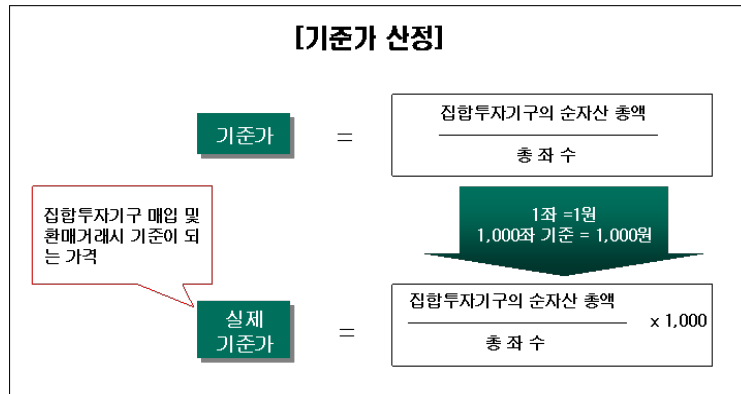 [기준가 산정]
기준가
=
집합투자기구의 순자산 총액
총 좌 수
집합투자기구 매입 및
환매거래시 기준이 되
는 가격
1좌 =1원
1,000좌 기준 = 1,000원
실제
기준가
=
집합투자기구의 순자산 총액
총 좌 수
x 1,000